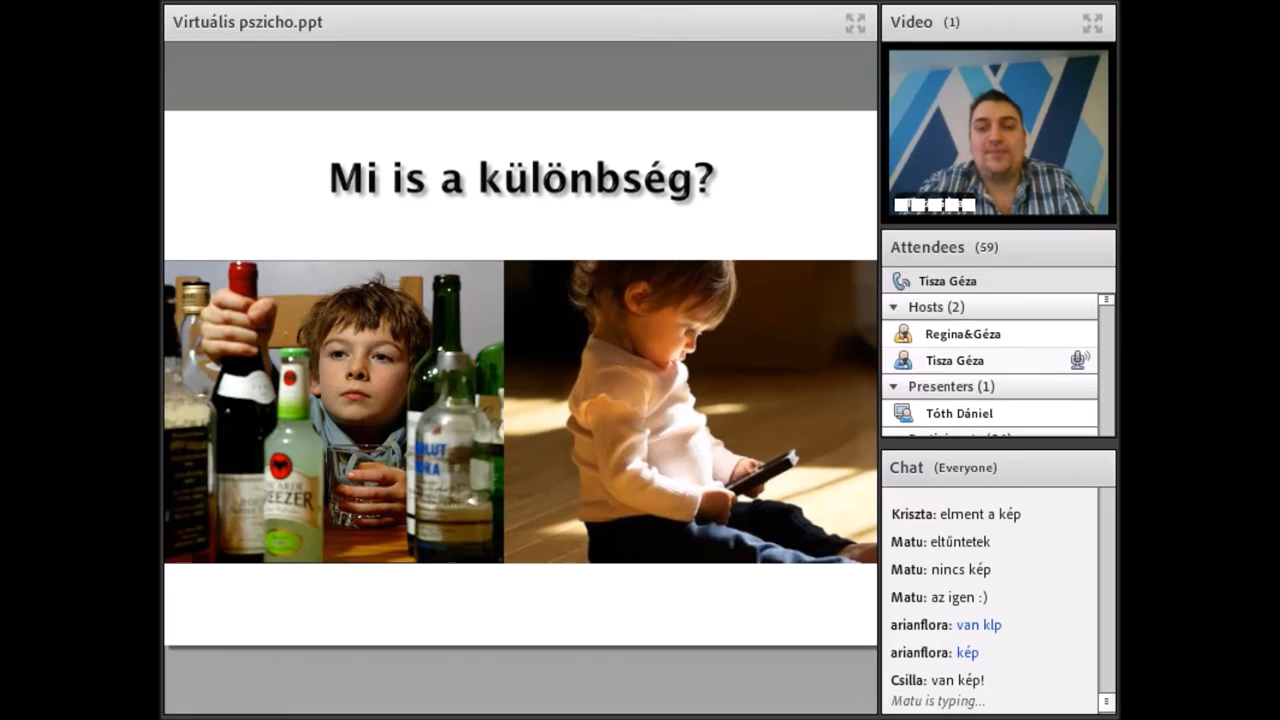 Virtuális pszicho.ppt
Mi is a különbség?
EEZER
Video (1)
Attendees (59)
Tisza Géza
Hosts (2)
Regina&Géza
Tisza Géza
Presenters (1)
Tóth Dániel
Chat (Everyone)
Kriszta: elment a kép
Matu: eltűntetek
Matu: nincs kép
Matu: az igen :)
arianflora: van klp
arianflora: kép
Csilla: van kép!
Matu is typing...